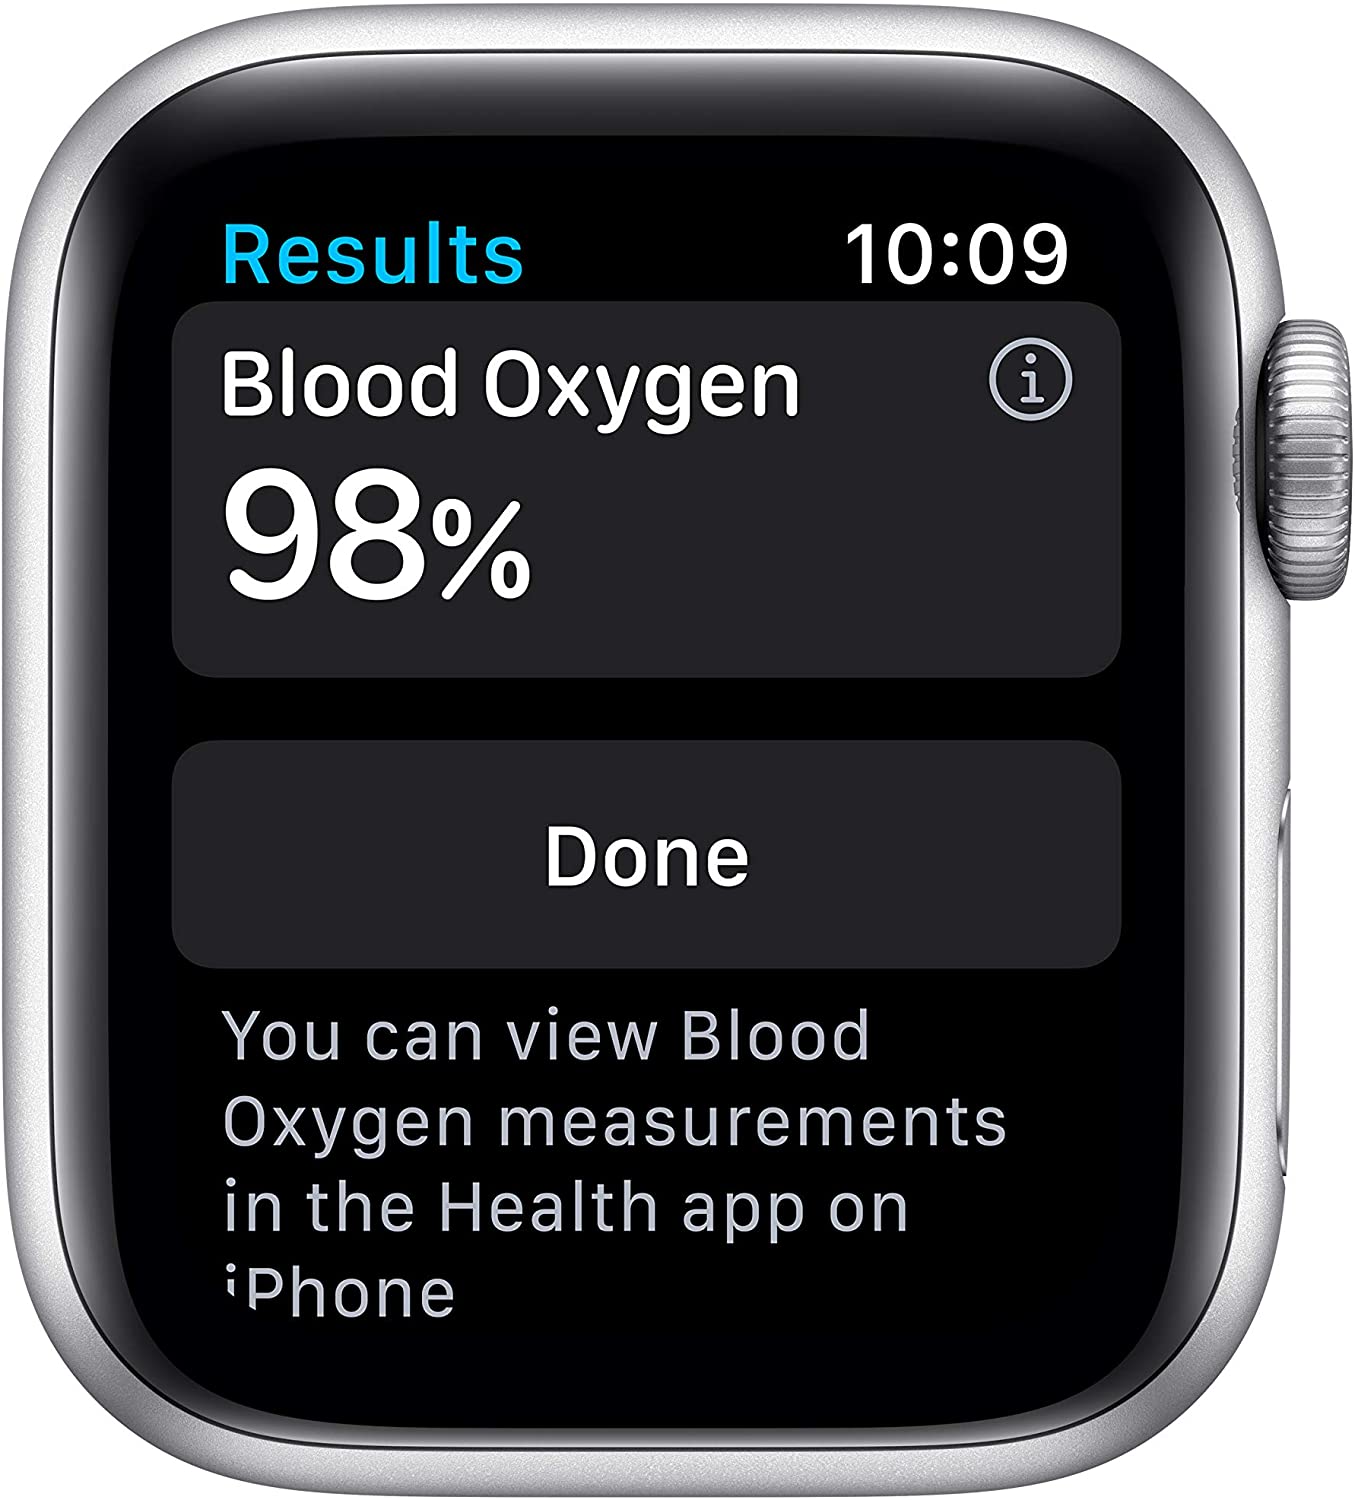 Results 10:09
Blood Oxygen
98%
Done
You can view Blood
Oxygen measurements
in the Health app on
iPhone